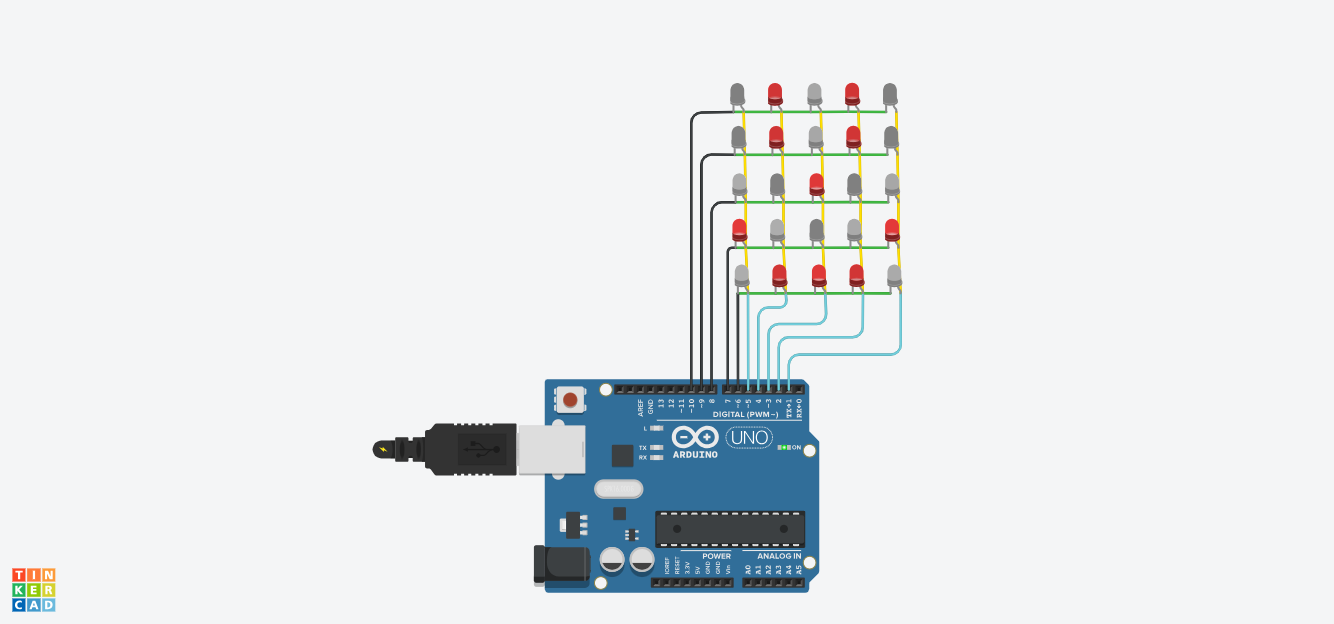 AREF
GND
13
12
~11
~10
~9
8
7
~6
~5
4
~3
2
TX→1
RX←0
DIGITAL (PWM~)
L
TX
RX
ARDUINO
UNO
ON
POWER
ANALOG IN
IOREF
RESET
3.3V
5V
GND
GND
Vin
A0
A1
A2
A3
A4
A5
TIN
KER
CAD